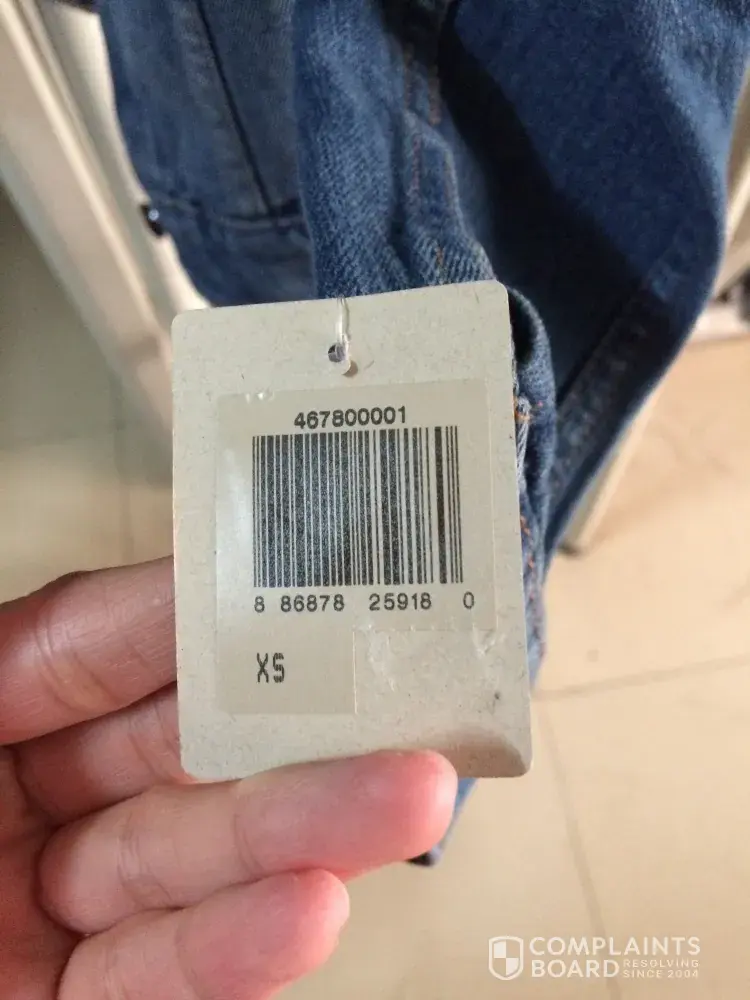 467800001
8 86878 25918 0
XS
COMPLAINTS
BOARD RESOLVING
SINCE 2004